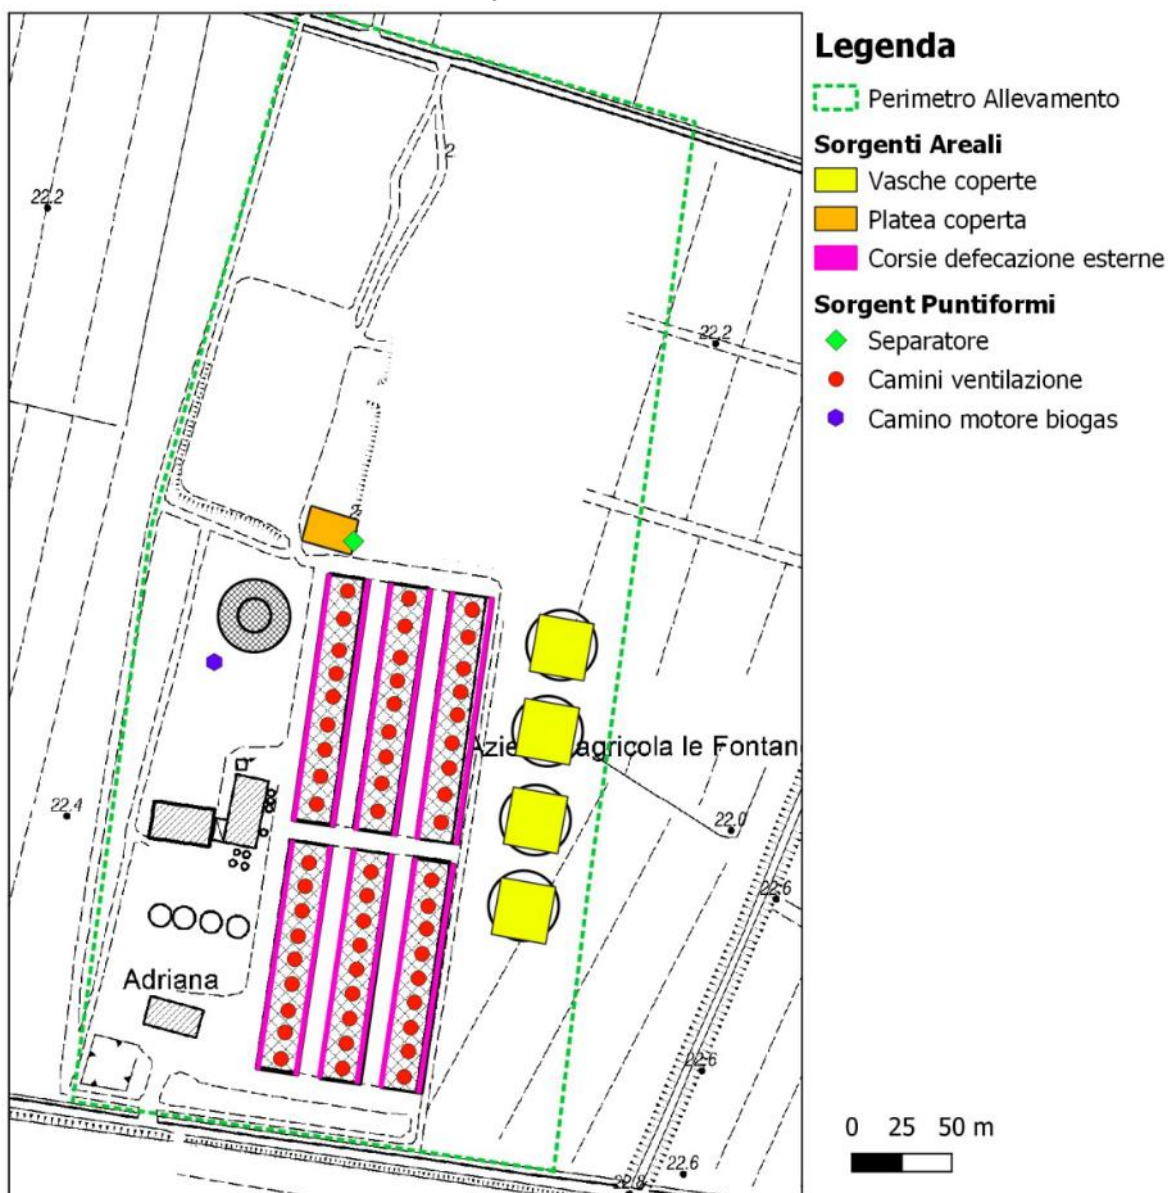 Legenda
Perimetro Allevamento
Sorgenti Areali
Vasche coperte
Platea coperta
Corsie defecazione esterne
Sorgent Puntiformi
Separatore
Camini ventilazione
Camino motore biogas
22.2
22.2
agricola le Fontan
22.4
22.0
22.6
Adriana
22.6
22.6
22.8
0 25 50 m